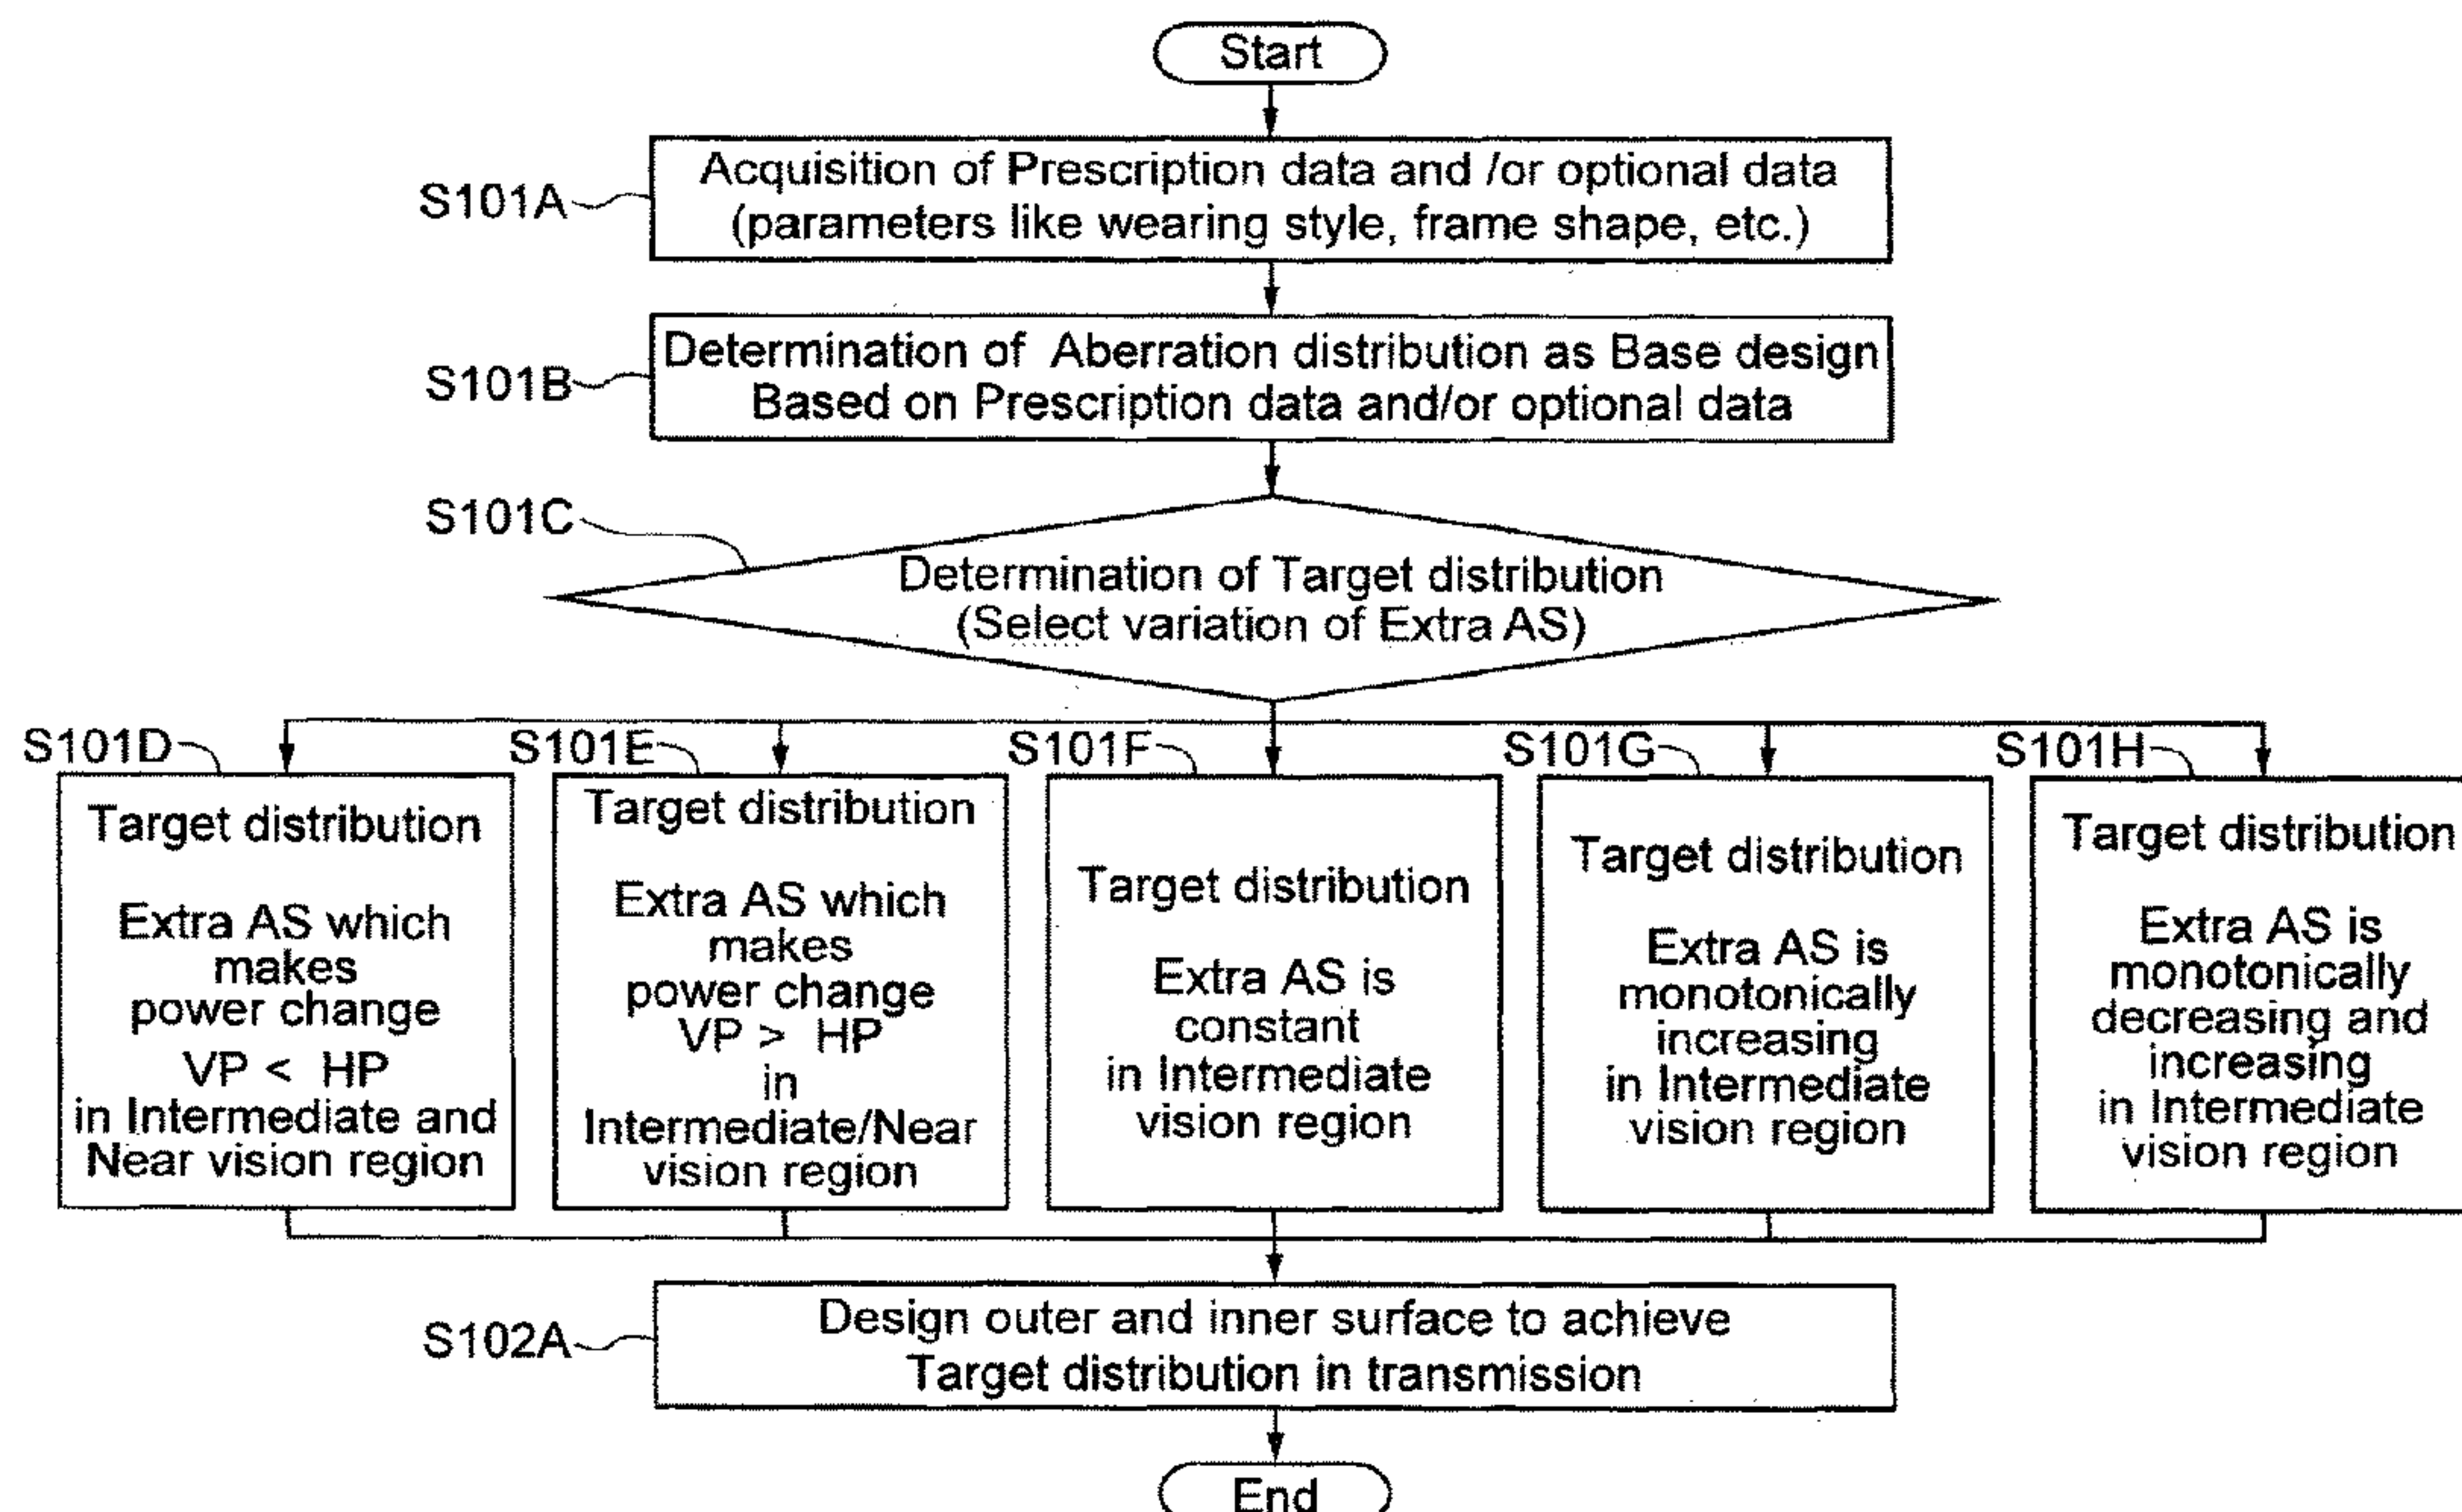 Start
S101A
Acquisition of Prescription data and /or optional data
(parameters like wearing style, frame shape, etc.)
S101B
Determination of Aberration distribution as Base design
Based on Prescription data and/or optional data
S101C
Determination of Target distribution
(Select variation of Extra AS)
S101D
Target distribution
Extra AS which
makes
power change
VP < HP
in Intermediate and
Near vision region
S101E
Target distribution
Extra AS which
makes
power change
VP > HP
in
Intermediate/Near
vision region
S101F
Target distribution
Extra AS is
constant
in Intermediate
vision region
S101G
Target distribution
Extra AS is
monotonically
increasing
in Intermediate
vision region
S101H
Target distribution
Extra AS is
monotonically
decreasing and
increasing
in Intermediate
vision region
S102A
Design outer and inner surface to achieve
Target distribution in transmission
End